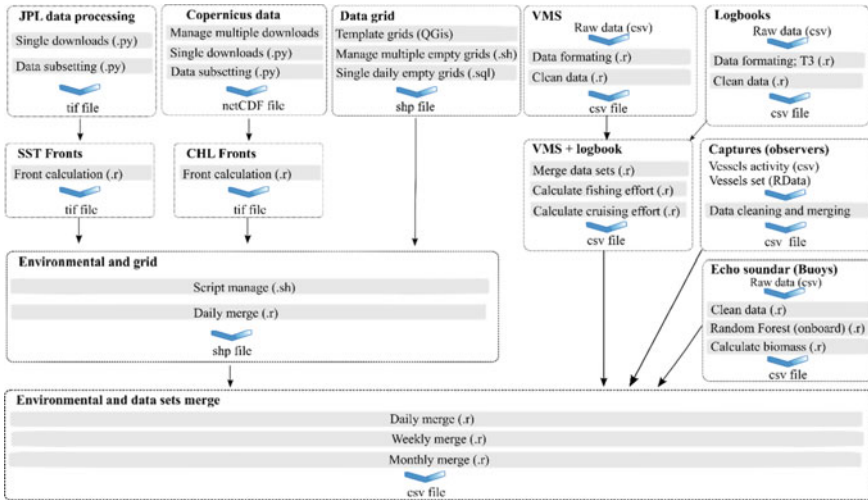 JPL data processing
Single downloads (.py)
Data subsetting (.py)
tif file
Copernicus data
Manage multiple downloads
Single downloads (.py)
Data subsetting (.py)
netCDF file
Data grid
Template grids (QGis)
Manage multiple empty grids (.sh)
Single daily empty grids (.sql)
shp file
VMS
Raw data (csv)
Data formating (.r)
Clean data (.r)
csv file
Logbooks
Raw data (csv)
Data formating; T3 (.r)
Clean data (.r)
csv file
SST Fronts
Front calculation (.r)
tif file
CHL Fronts
Front calculation (.r)
tif file
VMS + logbook
Merge data sets (.r)
Calculate fishing effort (.r)
Calculate cruising effort (.r)
csv file
Captures (observers)
Vessels activity (csv)
Vessels set (RData)
Data cleaning and merging
csv file
Environmental and grid
Script manage (.sh)
Daily merge (.r)
shp file
Echo soundar (Buoys)
Raw data (csv)
Clean data (.r)
Random Forest (onboard) (.r)
Calculate biomass (.r)
csv file
Environmental and data sets merge
Daily merge (.r)
Weekly merge (.r)
Monthly merge (.r)
csv file